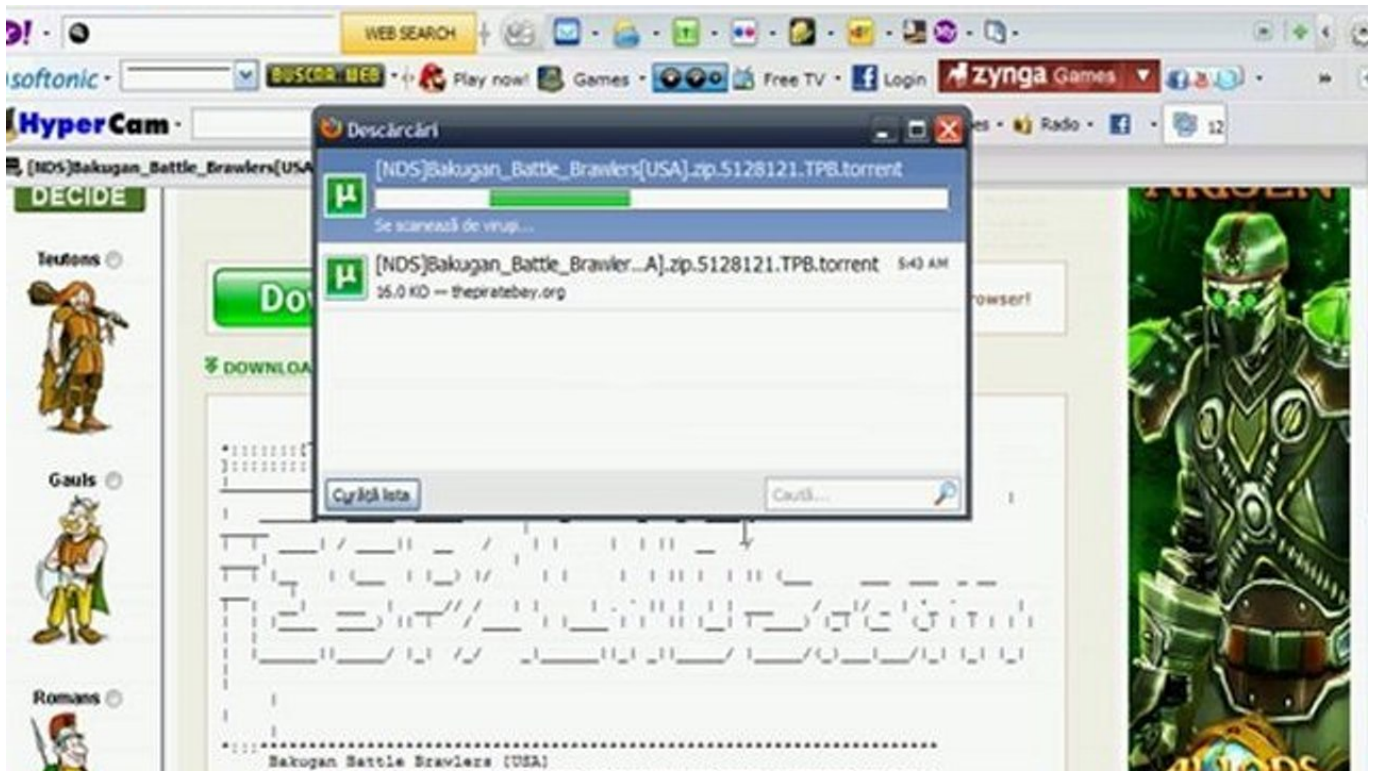 ! WEB SEARCH
softonic BUSCAR WEB Play now! Games Free TV Login zynga Games
HyperCam Radio 12
[NDS]Bakugan_Battle_Brawlers[USA
Descărcări
[NDS]Bakugan_Battle_Brawlers[USA].zip.5128121.TPB.torrent
Se scanează de viruși...
[NDS]Bakugan_Battle_Brawler...A].zip.5128121.TPB.torrent 5:43 AM
16.0 KO — thepiratebay.org
Curăță lista Caută...
DECIDE
Teutons
Gauls
Romans
Do
rowser!
DOWNLOA
Bakugan Battle Brawlers [USA]